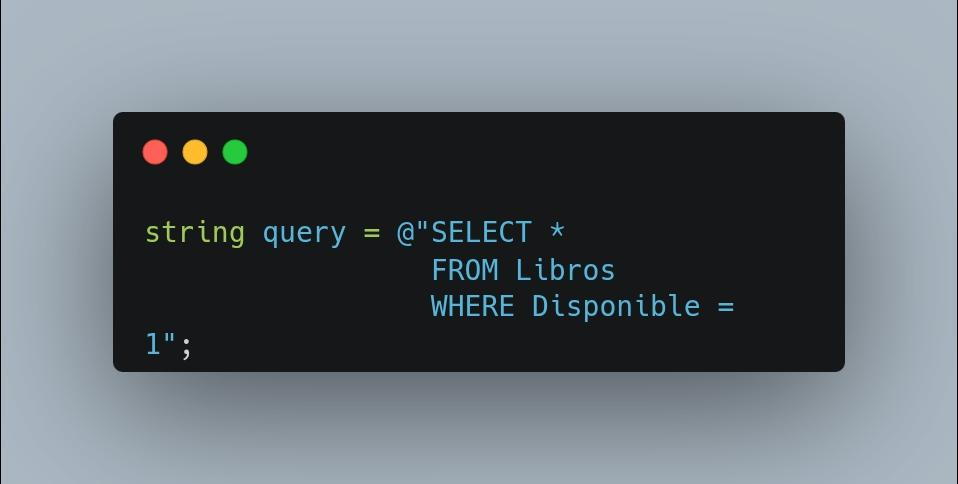 string query = @"SELECT *
FROM Libros
WHERE Disponible =
1";